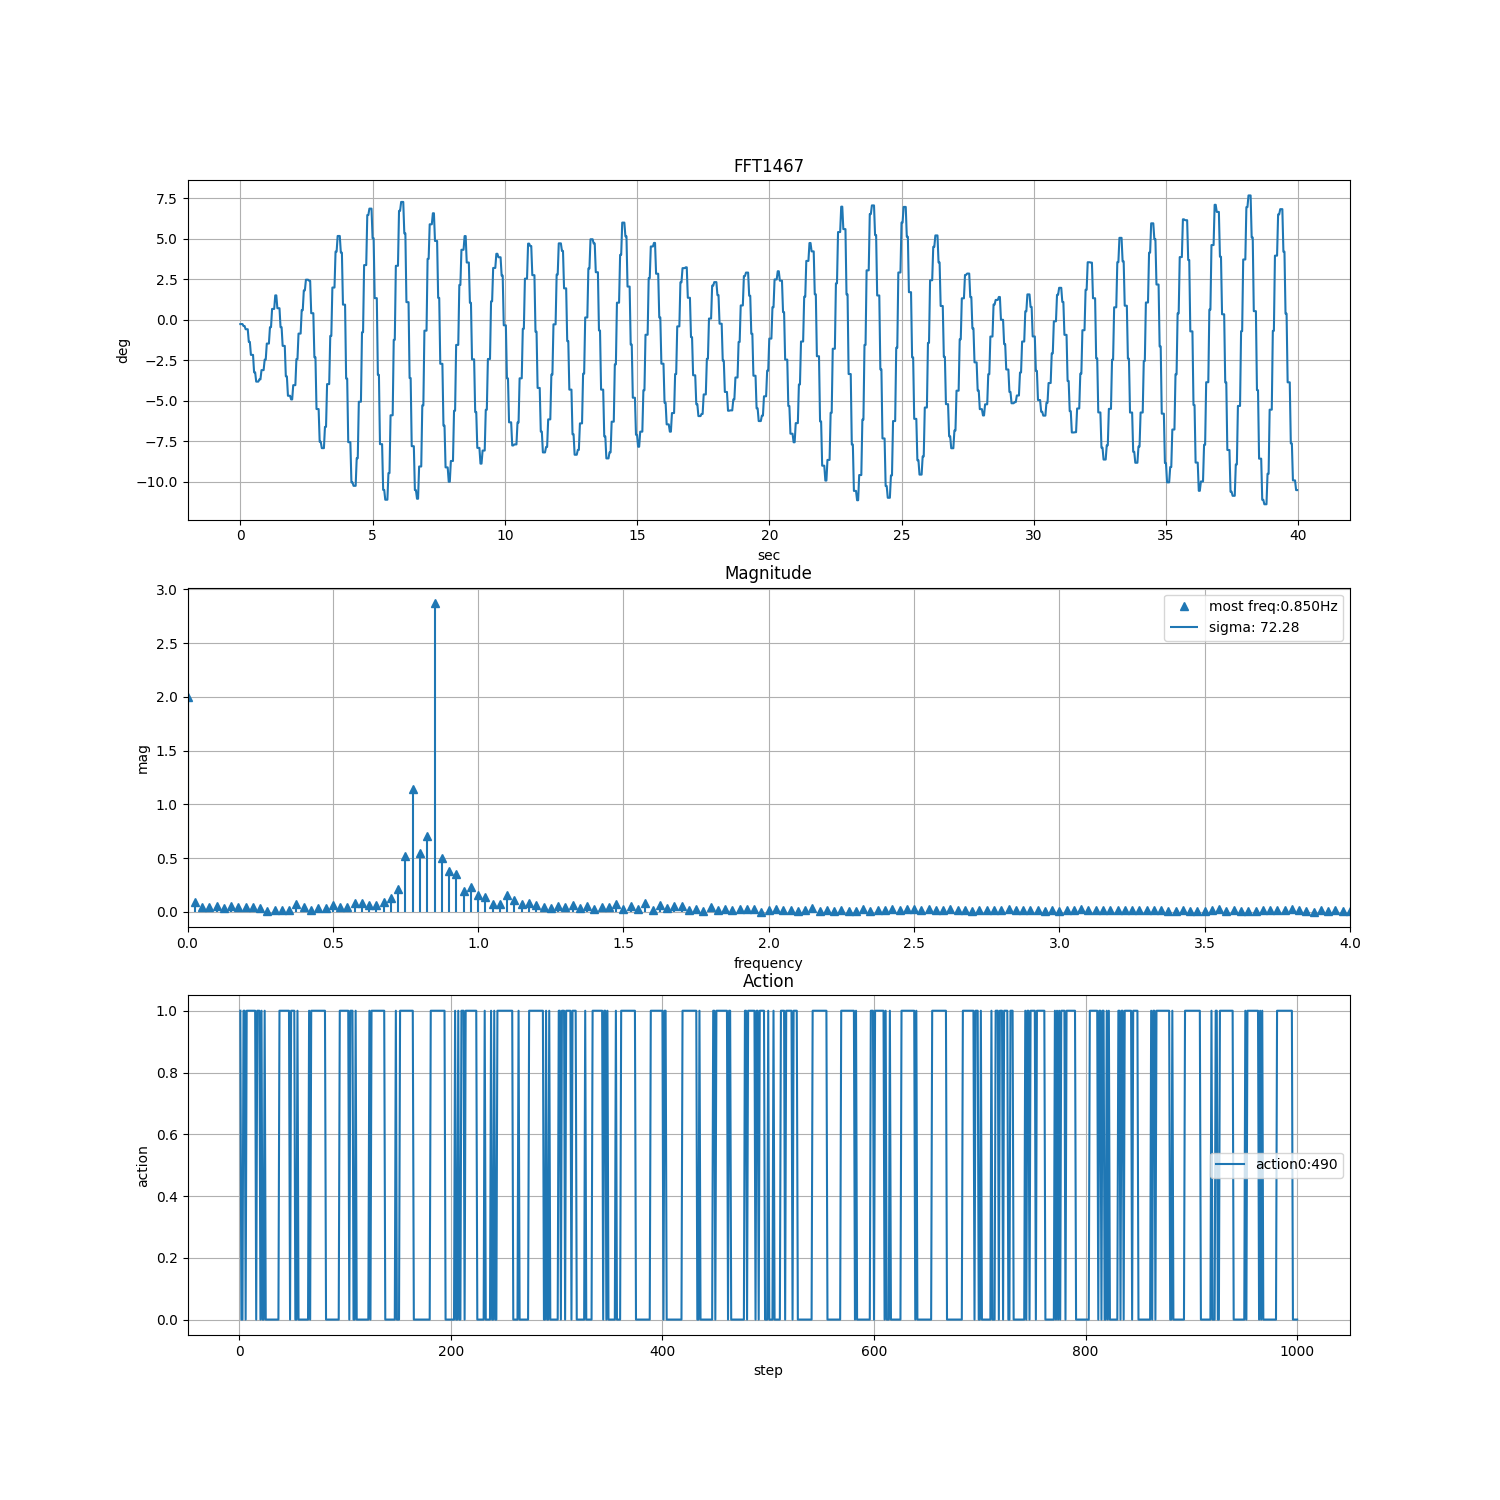 FFT1467
7.5
5.0
2.5
0.0
−2.5
−5.0
−7.5
−10.0
deg
0 5 10 15 20 25 30 35 40
sec
Magnitude
3.0
2.5
2.0
1.5
1.0
0.5
0.0
mag
most freq:0.850Hz
sigma: 72.28
0.0 0.5 1.0 1.5 2.0 2.5 3.0 3.5 4.0
frequency
Action
1.0
0.8
0.6
0.4
0.2
0.0
action
action0:490
0 200 400 600 800 1000
step